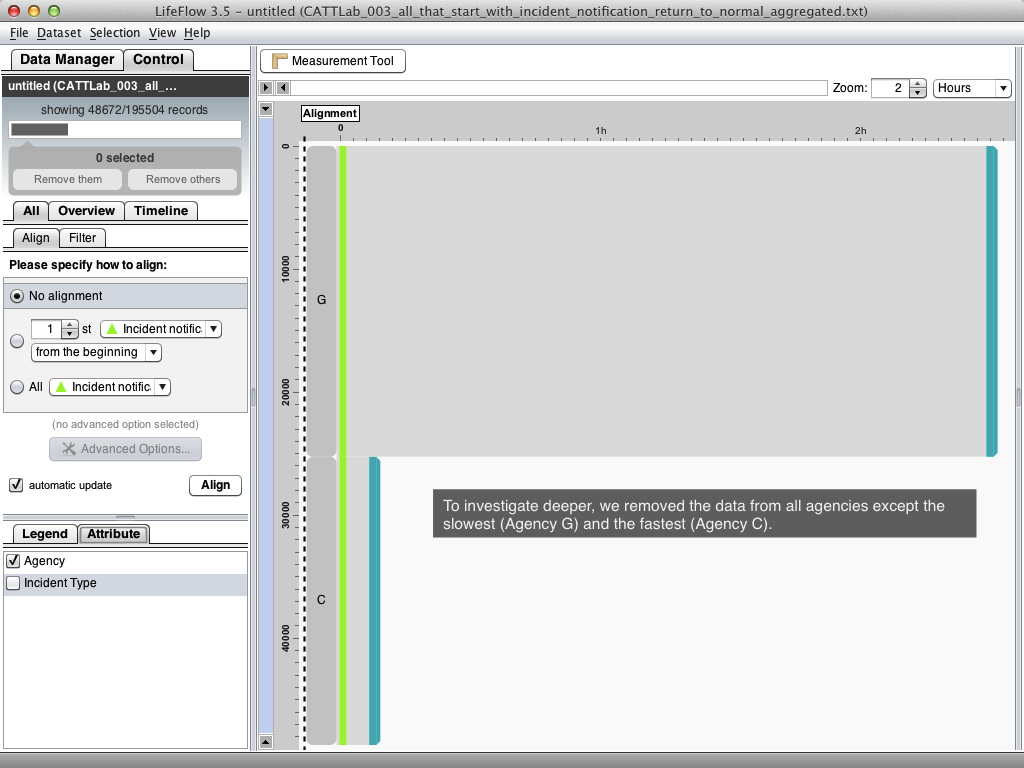 LifeFlow 3.5 - untitled (CATTLab_003_all_that_start_with_incident_notification_return_to_normal_aggregated.txt)
File Dataset Selection View Help
Data Manager Control
untitled (CATTLab_003_all_...
showing 48672/195504 records
0 selected
Remove them Remove others
All Overview Timeline
Align Filter
Please specify how to align:
No alignment
1 st Incident notific
from the beginning
All Incident notific
(no advanced option selected)
Advanced Options...
automatic update Align
Legend Attribute
Agency
Incident Type
Measurement Tool
Zoom: 2 Hours
Alignment
0 1h 2h
0
10000
G
20000
30000
To investigate deeper, we removed the data from all agencies except the
slowest (Agency G) and the fastest (Agency C).
C
40000